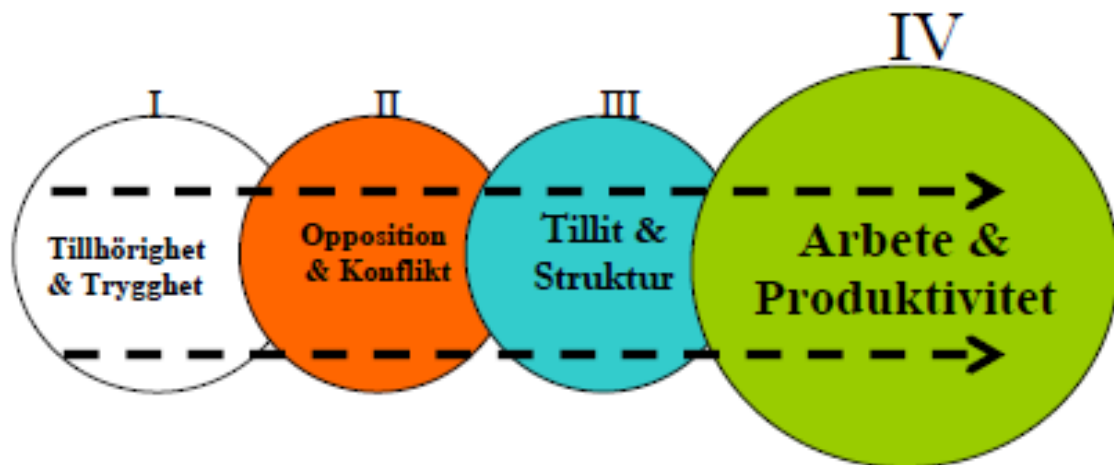 I
Tillhörighet
& Trygghet
II
Opposition
& Konflikt
III
Tillit &
Struktur
IV
Arbete &
Produktivitet